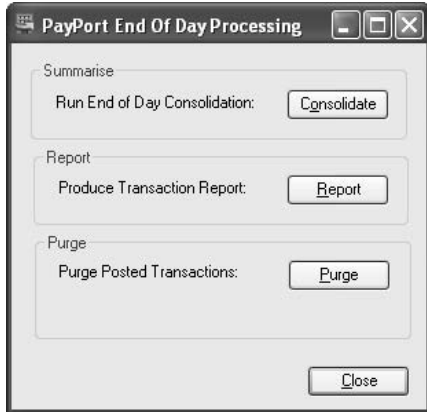 PayPort End Of Day Processing
Summarise
Run End of Day Consolidation: Consolidate
Report
Produce Transaction Report: Report
Purge
Purge Posted Transactions: Purge
Close